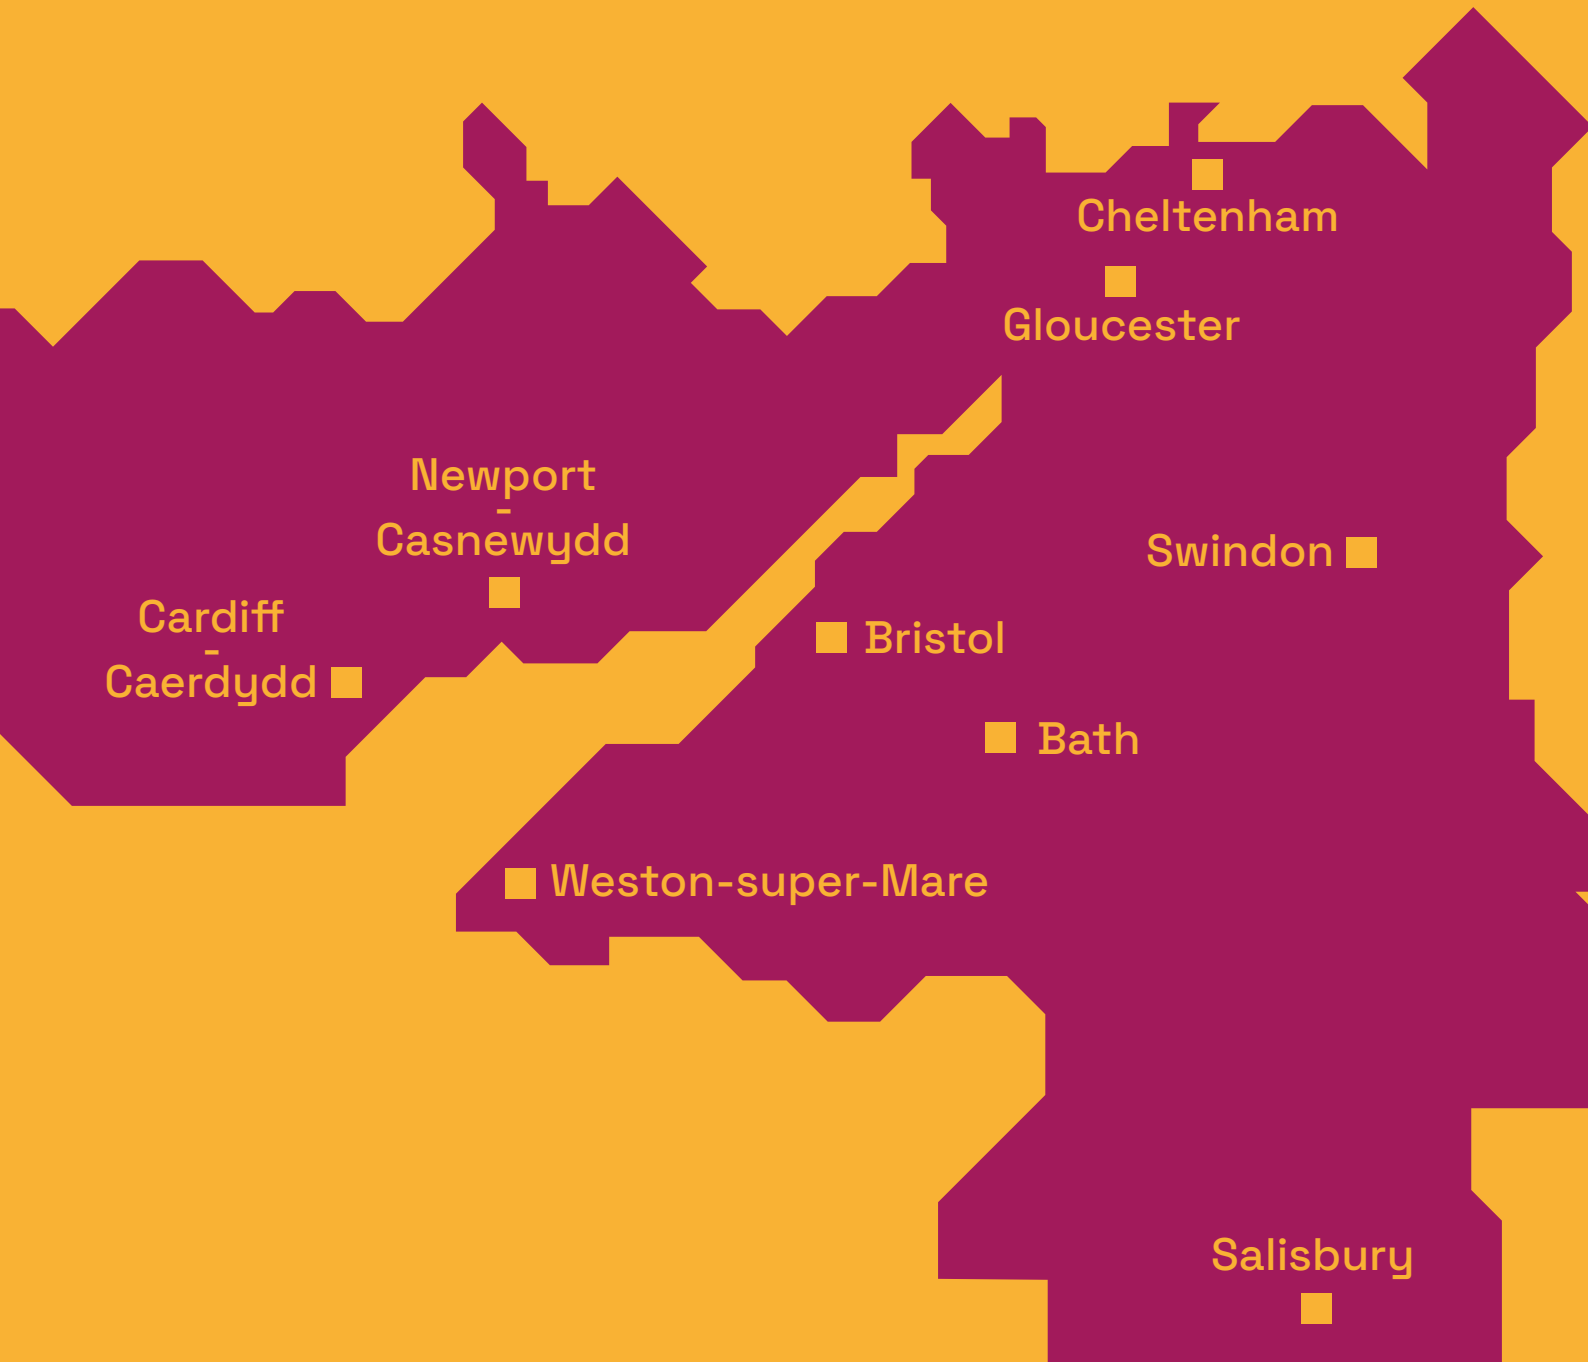 Cheltenham
Gloucester
Newport
-
Casnewydd
Swindon
Cardiff
-
Caerdydd
Bristol
Bath
Weston-super-Mare
Salisbury